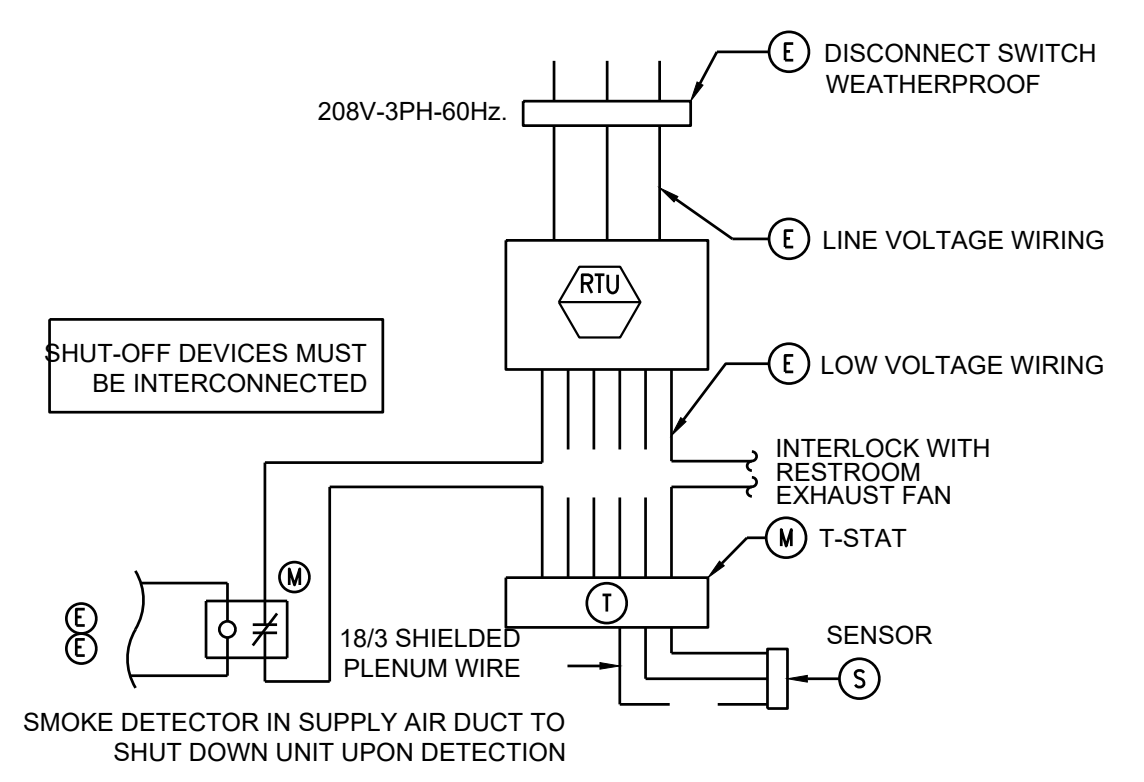 E DISCONNECT SWITCH
WEATHERPROOF
208V-3PH-60Hz.
E LINE VOLTAGE WIRING
RTU
SHUT-OFF DEVICES MUST
BE INTERCONNECTED
E LOW VOLTAGE WIRING
INTERLOCK WITH
RESTROOM
EXHAUST FAN
M T-STAT
M
T
E
E
18/3 SHIELDED
PLENUM WIRE
SENSOR
S
SMOKE DETECTOR IN SUPPLY AIR DUCT TO
SHUT DOWN UNIT UPON DETECTION